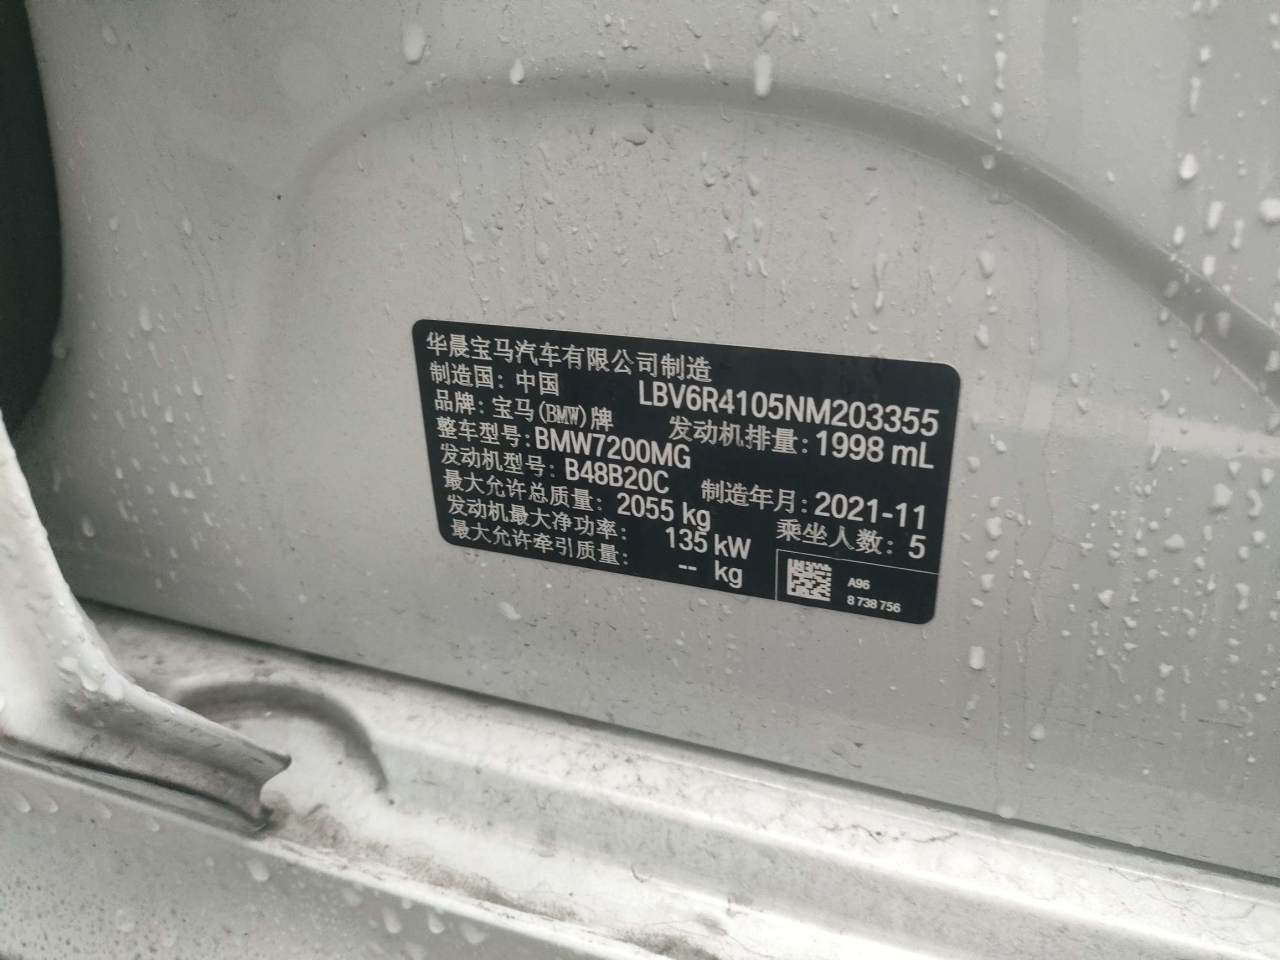 华晨宝马汽车有限公司制造
制造国：中国 LBV6R4105NM203355
品牌：宝马(BMW)牌 发动机排量：1998 mL
整车型号：BMW7200MG
发动机型号：B48B20C 制造年月：2021-11
最大允许总质量：2055 kg 乘坐人数：5
发动机最大净功率：135 kW
最大允许牵引质量：-- kg
A96
8 738 756